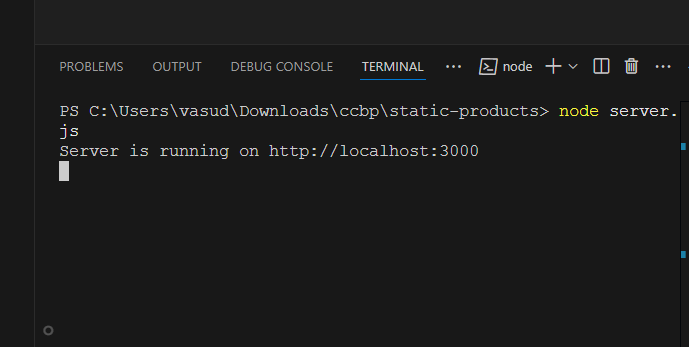 PROBLEMS OUTPUT DEBUG CONSOLE TERMINAL ··· node ···
PS C:\Users\vasud\Downloads\ccbp\static-products> node server.
js
Server is running on http://localhost:3000